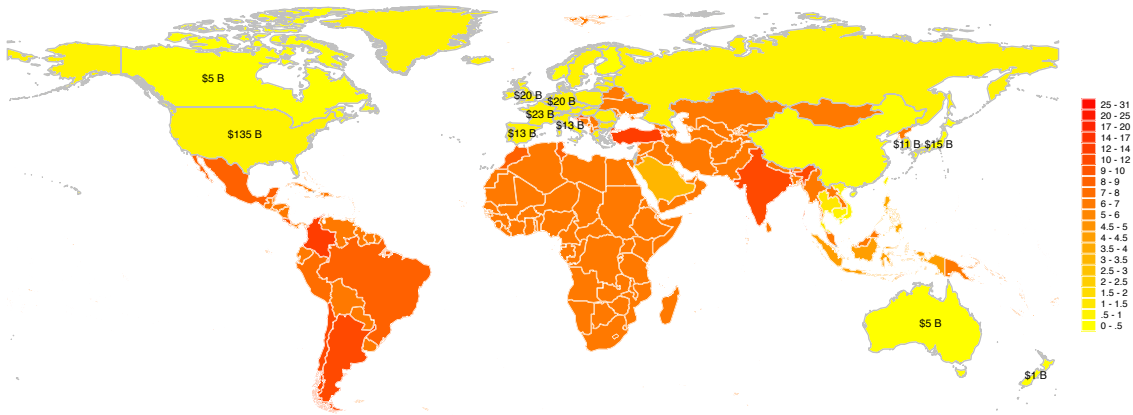 $5 B
$20 B
$20 B
$23 B
$135 B
$13 B
$13 B
$11 B
$15 B
$5 B
$1 B
25 - 31
20 - 25
17 - 20
14 - 17
12 - 14
10 - 12
9 - 10
8 - 9
7 - 8
6 - 7
5 - 6
4.5 - 5
4 - 4.5
3.5 - 4
3 - 3.5
2.5 - 3
2 - 2.5
1.5 - 2
1 - 1.5
.5 - 1
0 - .5